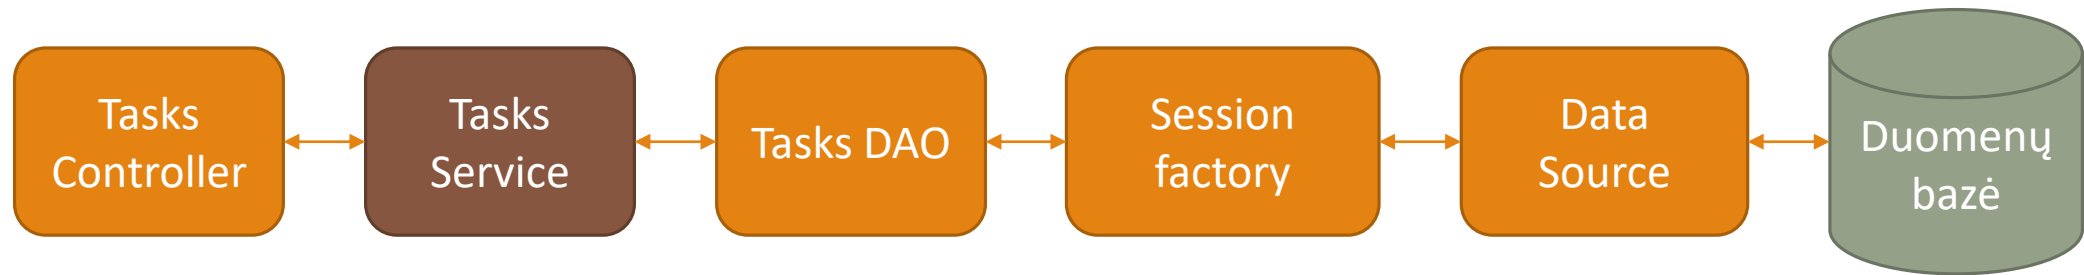 Tasks
Controller
Tasks
Service
Tasks DAO
Session
factory
Data
Source
Duomenų
bazė